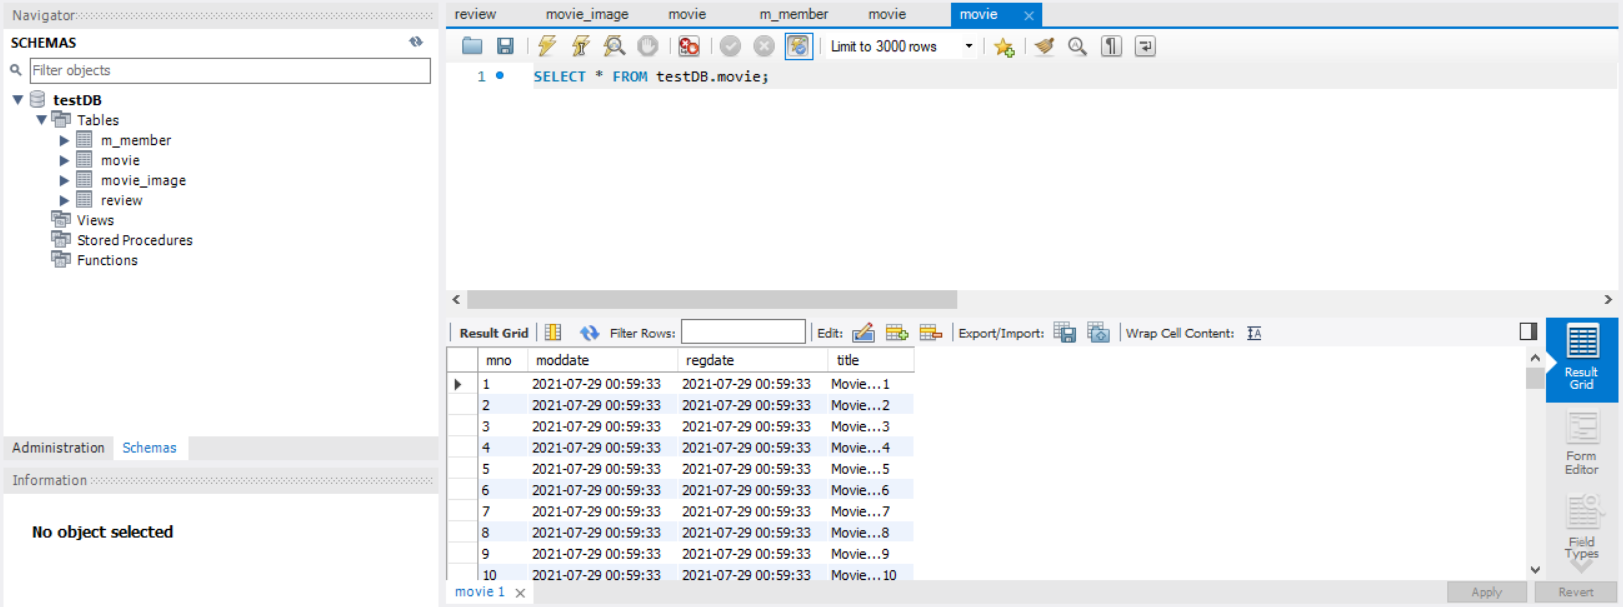 Navigator
SCHEMAS
Filter objects
testDB
Tables
m_member
movie
movie_image
review
Views
Stored Procedures
Functions
Administration Schemas
Information
No object selected
review movie_image movie m_member movie movie
Limit to 3000 rows
1 SELECT * FROM testDB.movie;
Result Grid Filter Rows: Edit: Export/Import: Wrap Cell Content:
mno moddate regdate title
1 2021-07-29 00:59:33 2021-07-29 00:59:33 Movie...1
2 2021-07-29 00:59:33 2021-07-29 00:59:33 Movie...2
3 2021-07-29 00:59:33 2021-07-29 00:59:33 Movie...3
4 2021-07-29 00:59:33 2021-07-29 00:59:33 Movie...4
5 2021-07-29 00:59:33 2021-07-29 00:59:33 Movie...5
6 2021-07-29 00:59:33 2021-07-29 00:59:33 Movie...6
7 2021-07-29 00:59:33 2021-07-29 00:59:33 Movie...7
8 2021-07-29 00:59:33 2021-07-29 00:59:33 Movie...8
9 2021-07-29 00:59:33 2021-07-29 00:59:33 Movie...9
10 2021-07-29 00:59:33 2021-07-29 00:59:33 Movie...10
Result
Grid
Form
Editor
Field
Types
movie 1
Apply Revert